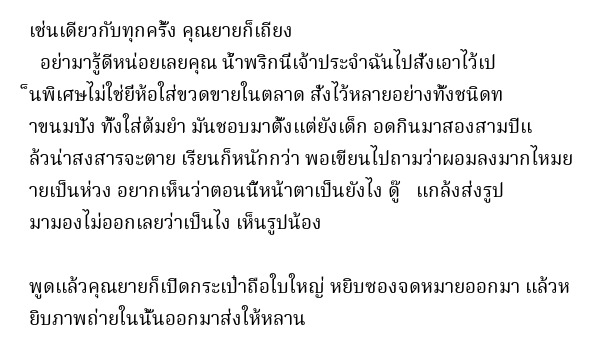 เช่นเดียวกับทุกครั้ง คุณยายก็เถียง
อย่ามารู้ดีหน่อยเลยคุณ น้ำพริกนี่เจ้าประจำฉันไปสั่งเอาไว้เป
็นพิเศษไม่ใช่ยี่ห้อใส่ขวดขายในตลาด สั่งไว้หลายอย่างทั้งชนิดท
าขนมปัง ทั้งใส่ต้มยำ มันชอบมาตั้งแต่ยังเด็ก อดกินมาสองสามปีแ
ล้วน่าสงสารจะตาย เรียนก็หนักกว่า พอเขียนไปถามว่าผอมลงมากไหมย
ายเป็นห่วง อยากเห็นว่าตอนนี้หน้าตาเป็นยังไง ดู๊ แกล้งส่งรูป
มามองไม่ออกเลยว่าเป็นไง เห็นรูปน้อง
พูดแล้วคุณยายก็เปิดกระเป๋าถือใบใหญ่ หยิบซองจดหมายออกมา แล้วห
ยิบภาพถ่ายในนั้นออกมาส่งให้หลาน